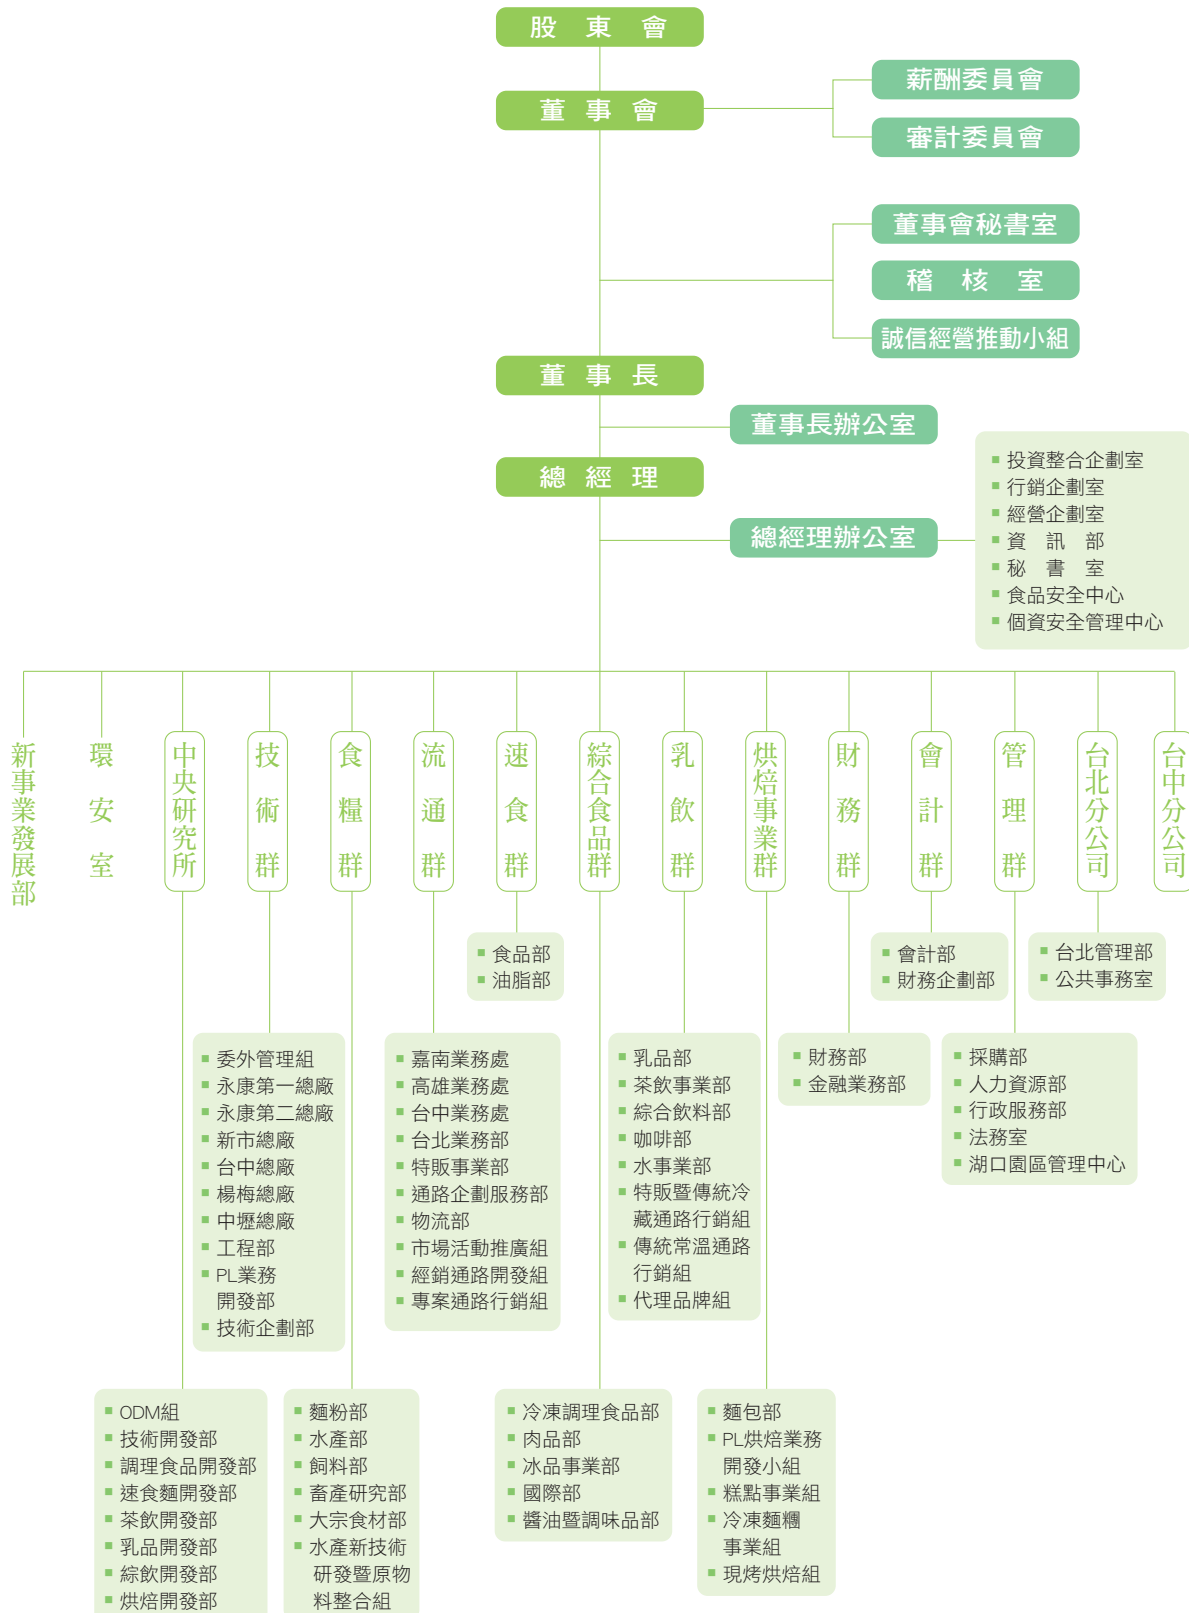 股東會
董事會
薪酬委員會
審計委員會
董事會秘書室
稽核室
誠信經營推動小組
董事長
董事長辦公室
總經理
總經理辦公室
投資整合企劃室
行銷企劃室
經營企劃室
資訊部
秘書室
食品安全中心
個資安全管理中心
新事業發展部
環安室
中央研究所
技術群
食糧群
流通群
速食群
綜合食品群
乳飲群
烘焙事業群
財務群
會計群
管理群
台北分公司
台中分公司
食品部
油脂部
會計部
財務企劃部
台北管理部
公共事務室
委外管理組
永康第一總廠
永康第二總廠
新市總廠
台中總廠
楊梅總廠
中壢總廠
工程部
PL業務
開發部
技術企劃部
嘉南業務處
高雄業務處
台中業務處
台北業務部
特販事業部
通路企劃服務部
物流部
市場活動推廣組
經銷通路開發組
專案通路行銷組
乳品部
茶飲事業部
綜合飲料部
咖啡部
水事業部
特販暨傳統冷
藏通路行銷組
傳統常溫通路
行銷組
代理品牌組
財務部
金融業務部
採購部
人力資源部
行政服務部
法務室
湖口園區管理中心
ODM組
技術開發部
調理食品開發部
速食麵開發部
茶飲開發部
乳品開發部
綜飲開發部
烘焙開發部
麵粉部
水產部
飼料部
畜產研究部
大宗食材部
水產新技術
研發暨原物
料整合組
冷凍調理食品部
肉品部
冰品事業部
國際部
醬油暨調味品部
麵包部
PL烘焙業務
開發小組
糕點事業組
冷凍麵糰
事業組
現烤烘焙組